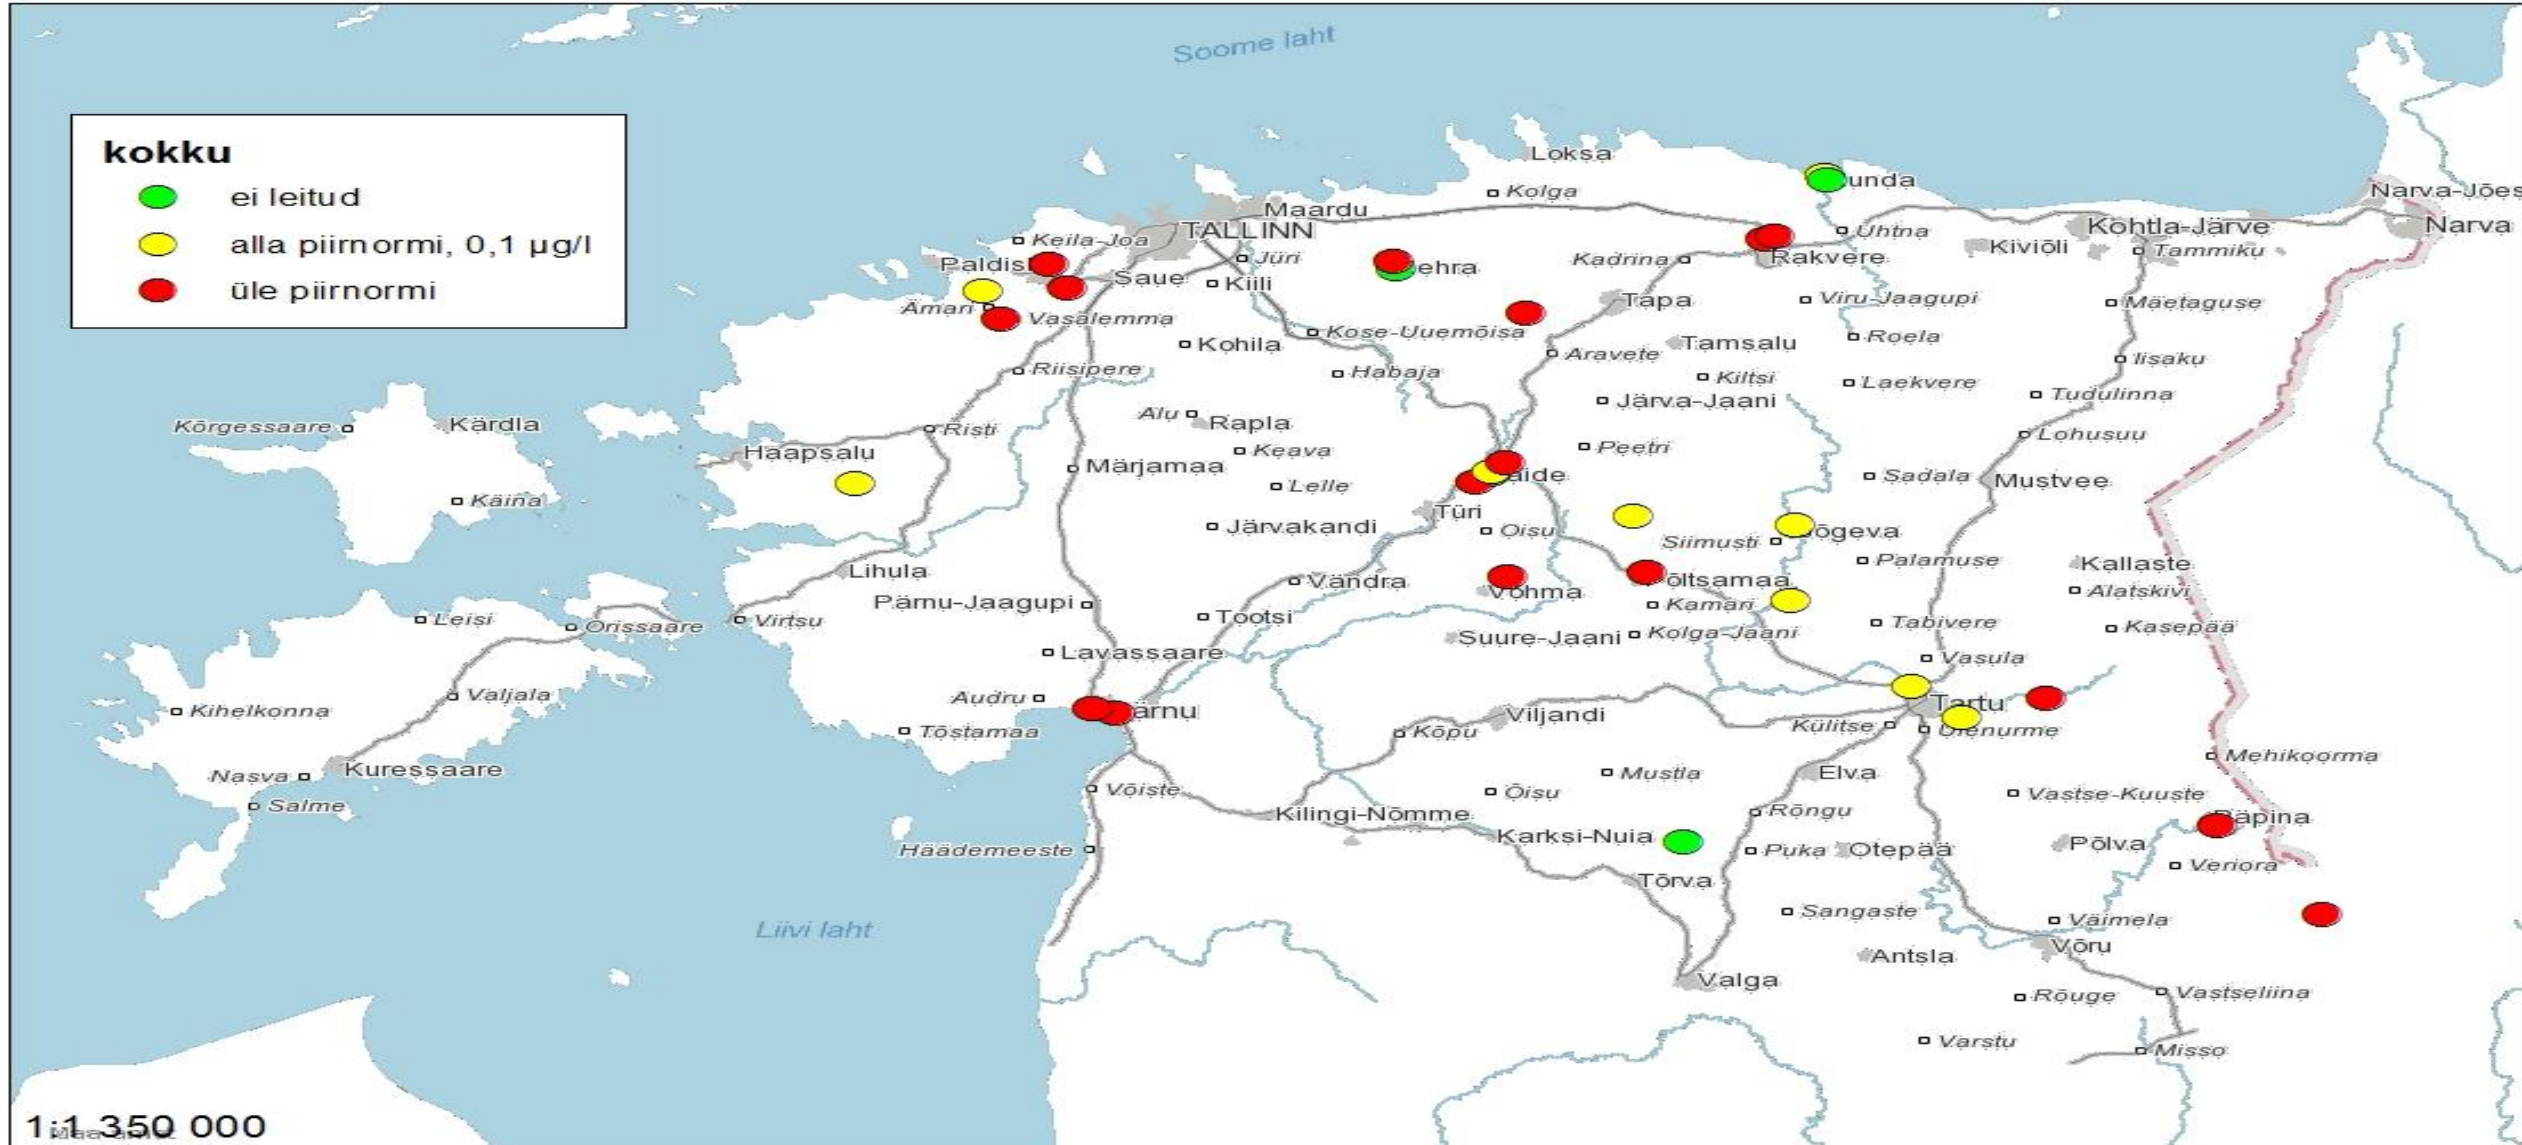 Soome laht
kokku
ei leitud
alla piirnormi, 0,1 µg/l
üle piirnormi
Loksa
Kolga
unda
Narva-Jões
Narva
Maardu
TALLINN
Keila-Joa
Jüri
Uhtna
Kohtla-Järve
Kiviõli
Tammiku
Paldis
Saue
Kiili
ehra
Kadrina
Rakvere
Tapa
Viru-Jaagupi
Mäetaguse
Ämari
Vasalemma
Kose-Uuemõisa
Kohila
Aravete
Tamsalu
Roela
Iisaku
Riisipere
Habaja
Kiltsi
Laekvere
Tudulinna
Järva-Jaani
Kõrgessaare
Kärdla
Risti
Alu
Rapla
Keava
Peetri
Lohusuu
Haapsalu
Märjamaa
Lelle
aide
Sadala
Mustvee
Käina
Türi
Järvakandi
Oisu
Siimusti
õgeva
Palamuse
Kallaste
Lihula
Vändra
õltsamaa
Võhma
Alatskivi
Pärnu-Jaagupi
Kamari
Leisi
Orissaare
Virtsu
Tootsi
Suure-Jaani
Kolga-Jaani
Tabivere
Kasepää
Lavassaare
Vasula
Valjala
Audru
Kihelkonna
ärnu
Viljandi
Tartu
Tõstamaa
Kõpu
Külitse
Ülenurme
Mehikoorma
Nasva
Kuressaare
Salme
Mustla
Elva
Võiste
Õisu
Vastse-Kuuste
Kilingi-Nõmme
Rõngu
Räpina
Karksi-Nuia
Häädemeeste
Puka
Otepää
Põlva
Veriora
Tõrva
Sangaste
Väimela
Liivi laht
Antsla
Võru
Valga
Rõuge
Vastseliina
Varstu
Misso
1:1 350 000